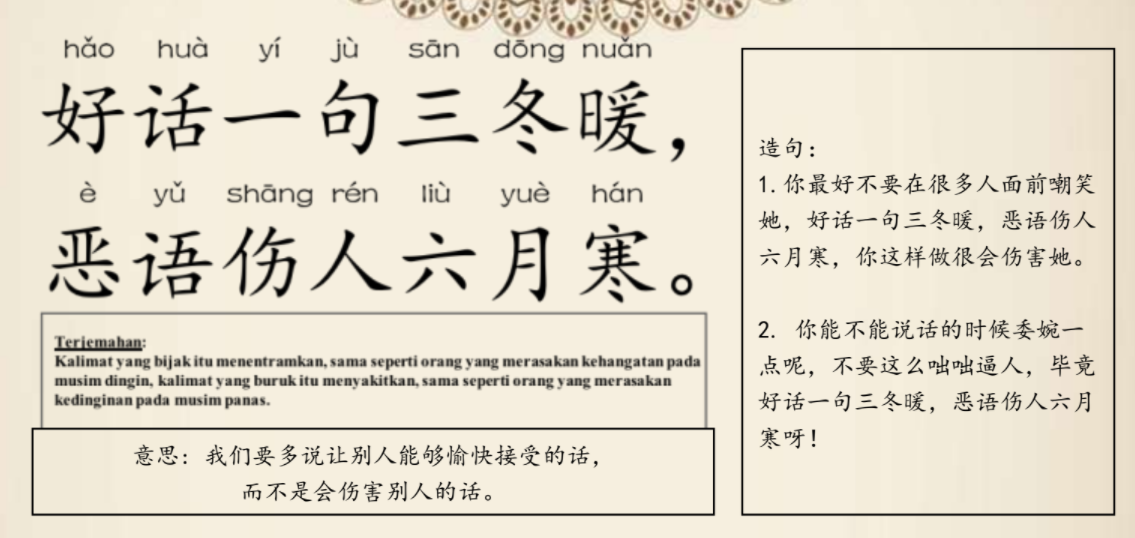 hǎo huà yí jù sān dōng nuǎn
好话一句三冬暖，
è yǔ shāng rén liù yuè hán
恶语伤人六月寒。
Terjemahan:
Kalimat yang bijak itu menentramkan, sama seperti orang yang merasakan kehangatan pada
musim dingin, kalimat yang buruk itu menyakitkan, sama seperti orang yang merasakan
kedinginan pada musim panas.
意思：我们要多说让别人能够愉快接受的话，
而不是会伤害别人的话。
造句：
1.你最好不要在很多人面前嘲笑
她，好话一句三冬暖，恶语伤人
六月寒，你这样做很会伤害她。
2. 你能不能说话的时候委婉一
点呢，不要这么咄咄逼人，毕竟
好话一句三冬暖，恶语伤人六月
寒呀！